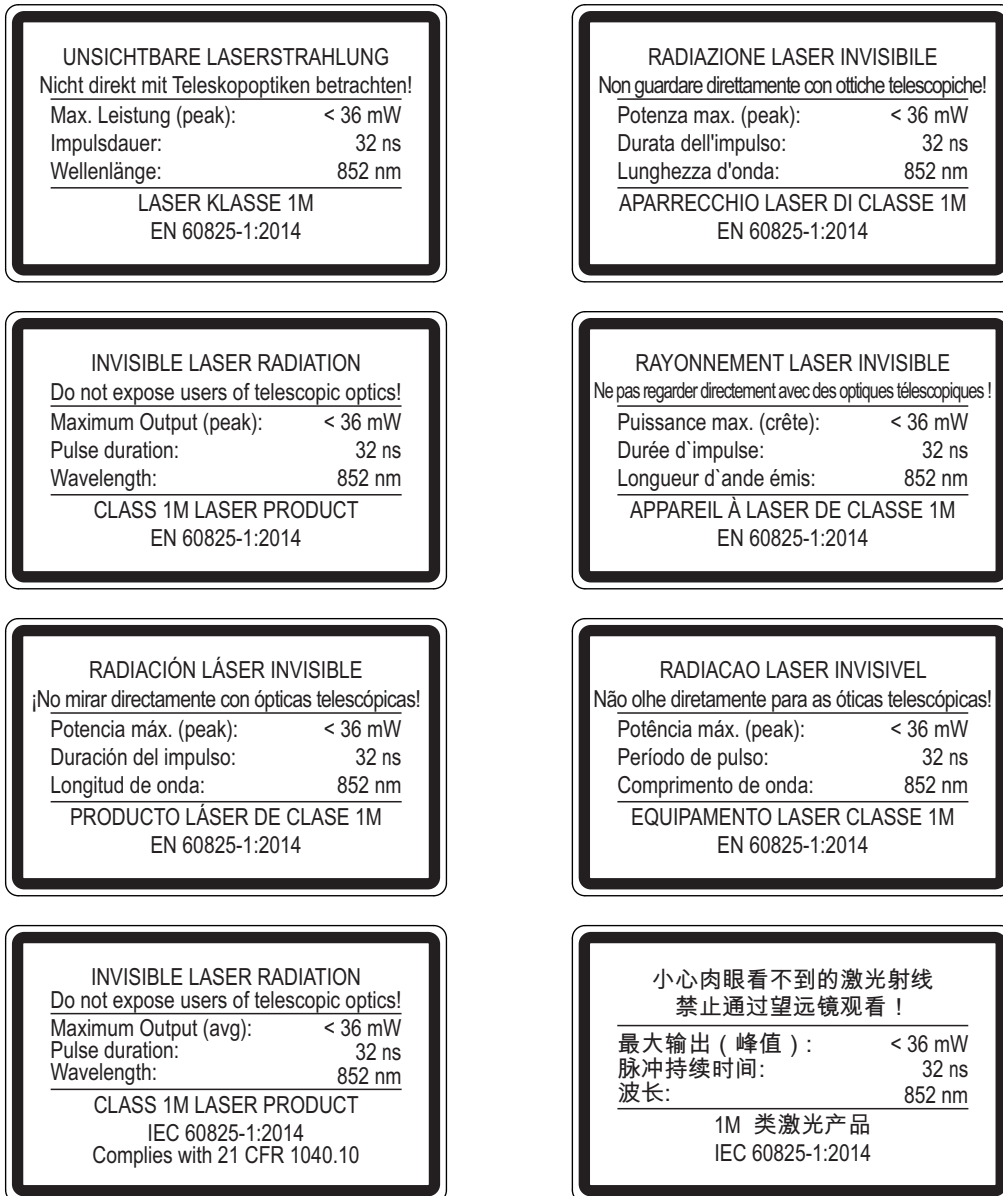 UNSICHTBARE LASERSTRAHLUNG
Nicht direkt mit Teleskopoptiken betrachten!
Max. Leistung (peak): < 36 mW
Impulsdauer: 32 ns
Wellenlänge: 852 nm
LASER KLASSE 1M
EN 60825-1:2014
RADIAZIONE LASER INVISIBILE
Non guardare direttamente con ottiche telescopiche!
Potenza max. (peak): < 36 mW
Durata dell'impulso: 32 ns
Lunghezza d'onda: 852 nm
APARRECCHIO LASER DI CLASSE 1M
EN 60825-1:2014
INVISIBLE LASER RADIATION
Do not expose users of telescopic optics!
Maximum Output (peak): < 36 mW
Pulse duration: 32 ns
Wavelength: 852 nm
CLASS 1M LASER PRODUCT
EN 60825-1:2014
RAYONNEMENT LASER INVISIBLE
Ne pas regarder directement avec des optiques télescopiques !
Puissance max. (crête): < 36 mW
Durée d`impulse: 32 ns
Longueur d`ande émis: 852 nm
APPAREIL À LASER DE CLASSE 1M
EN 60825-1:2014
RADIACIÓN LÁSER INVISIBLE
¡No mirar directamente con ópticas telescópicas!
Potencia máx. (peak): < 36 mW
Duración del impulso: 32 ns
Longitud de onda: 852 nm
PRODUCTO LÁSER DE CLASE 1M
EN 60825-1:2014
RADIACAO LASER INVISIVEL
Não olhe diretamente para as óticas telescópicas!
Potência máx. (peak): < 36 mW
Período de pulso: 32 ns
Comprimento de onda: 852 nm
EQUIPAMENTO LASER CLASSE 1M
EN 60825-1:2014
INVISIBLE LASER RADIATION
Do not expose users of telescopic optics!
Maximum Output (avg): < 36 mW
Pulse duration: 32 ns
Wavelength: 852 nm
CLASS 1M LASER PRODUCT
IEC 60825-1:2014
Complies with 21 CFR 1040.10
小心肉眼看不到的激光射线
禁止通过望远镜观看！
最大输出（峰值）: < 36 mW
脉冲持续时间: 32 ns
波长: 852 nm
1M 类激光产品
IEC 60825-1:2014